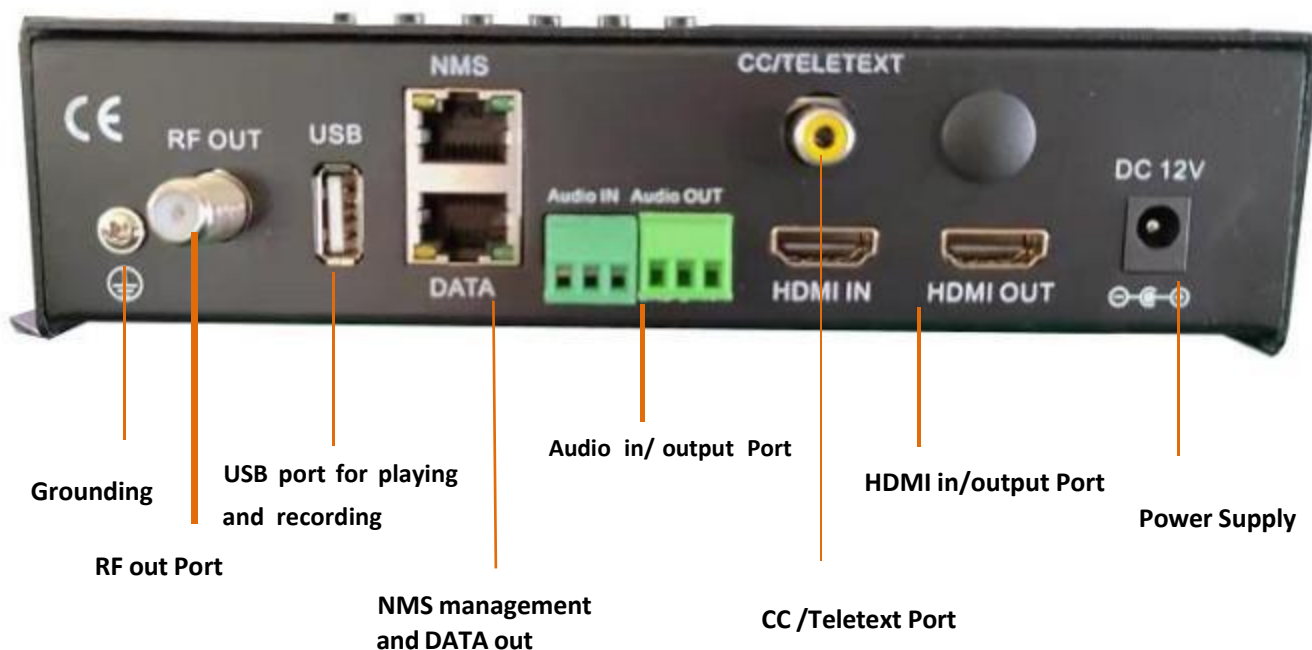 NMS
CC/TELETEXT
CE
RF OUT
USB
DC 12V
Audio IN Audio OUT
DATA
HDMI IN
HDMI OUT
Grounding
RF out Port
USB port for playing
and recording
NMS management
and DATA out
Audio in/ output Port
CC /Teletext Port
HDMI in/output Port
Power Supply